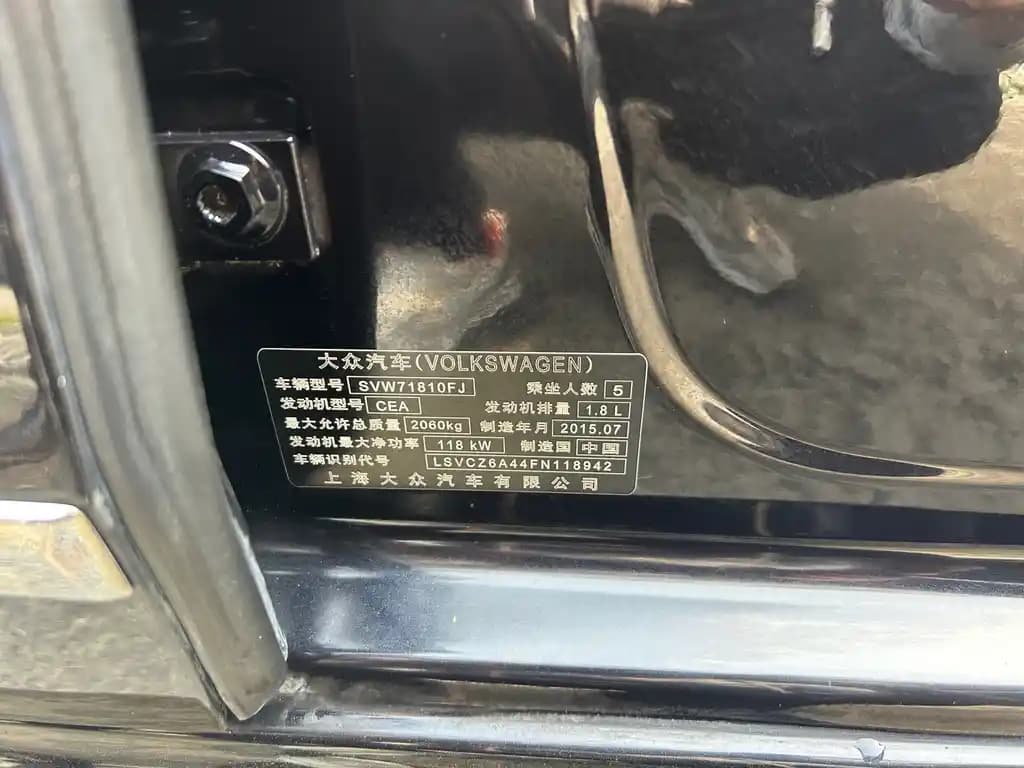 大众汽车(VOLKSWAGEN)
车辆型号 SVW71810FJ 乘坐人数 5
发动机型号 CEA 发动机排量 1.8 L
最大允许总质量 2060kg 制造年月 2015.07
发动机最大净功率 118 kW 制造国 中国
车辆识别代号 LSVCZ6A44FN118942
上海大众汽车有限公司